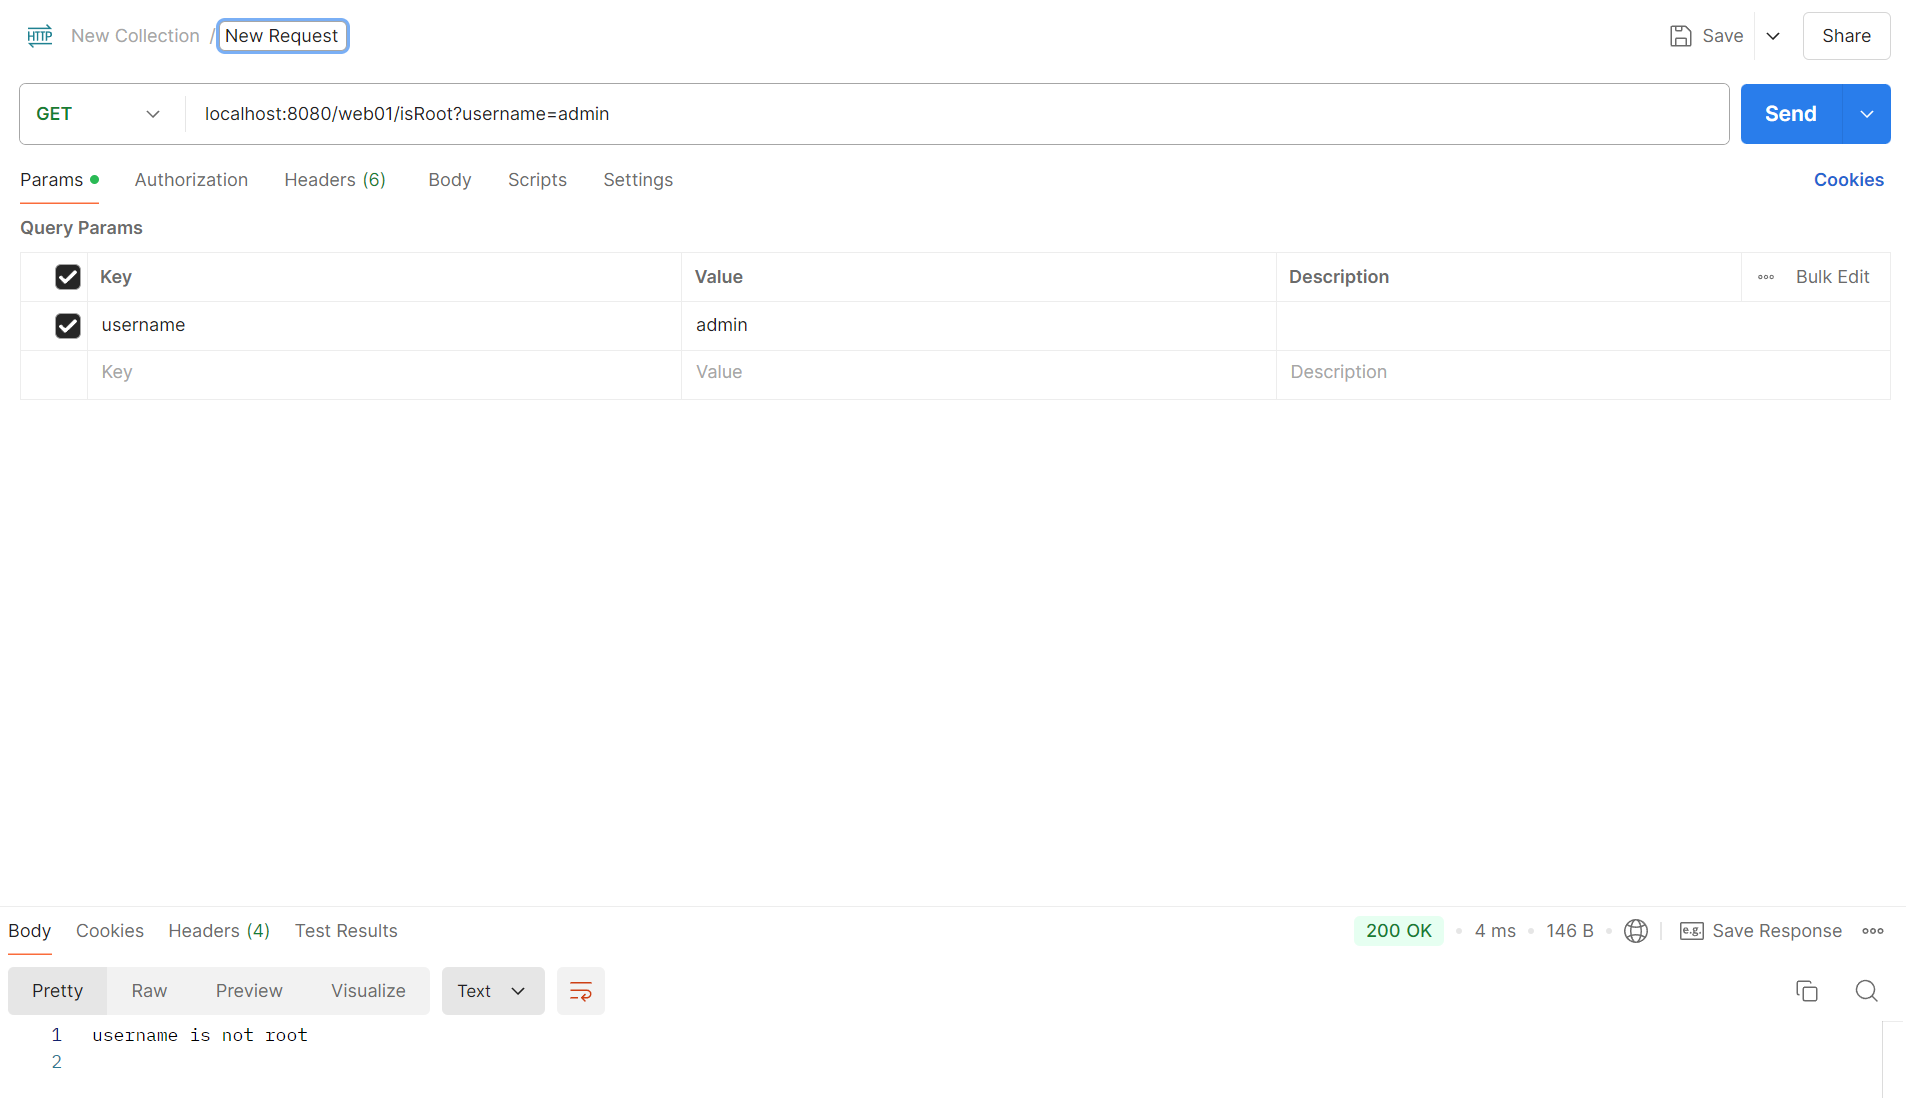 HTTP New Collection / New Request Save Share
GET localhost:8080/web01/isRoot?username=admin Send
Params Authorization Headers (6) Body Scripts Settings Cookies
Query Params
Key Value Description Bulk Edit
username admin
Key Value Description
Body Cookies Headers (4) Test Results 200 OK 4 ms 146 B e.g. Save Response
Pretty Raw Preview Visualize Text
1 username is not root
2